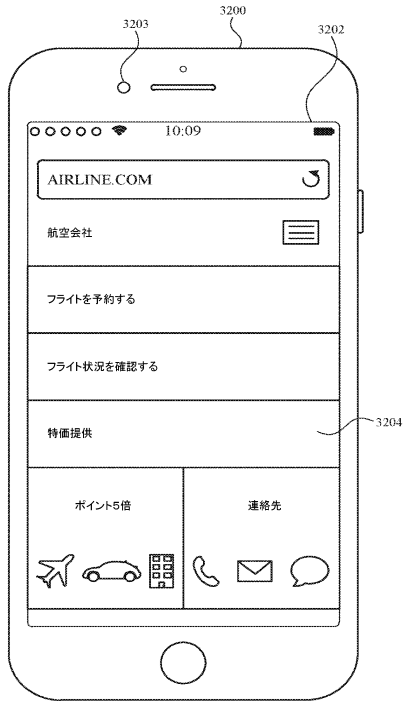 3203
3200
3202
10:09
AIRLINE.COM
航空会社
フライトを予約する
フライト状況を確認する
特価提供
3204
ポイント5倍
連絡先